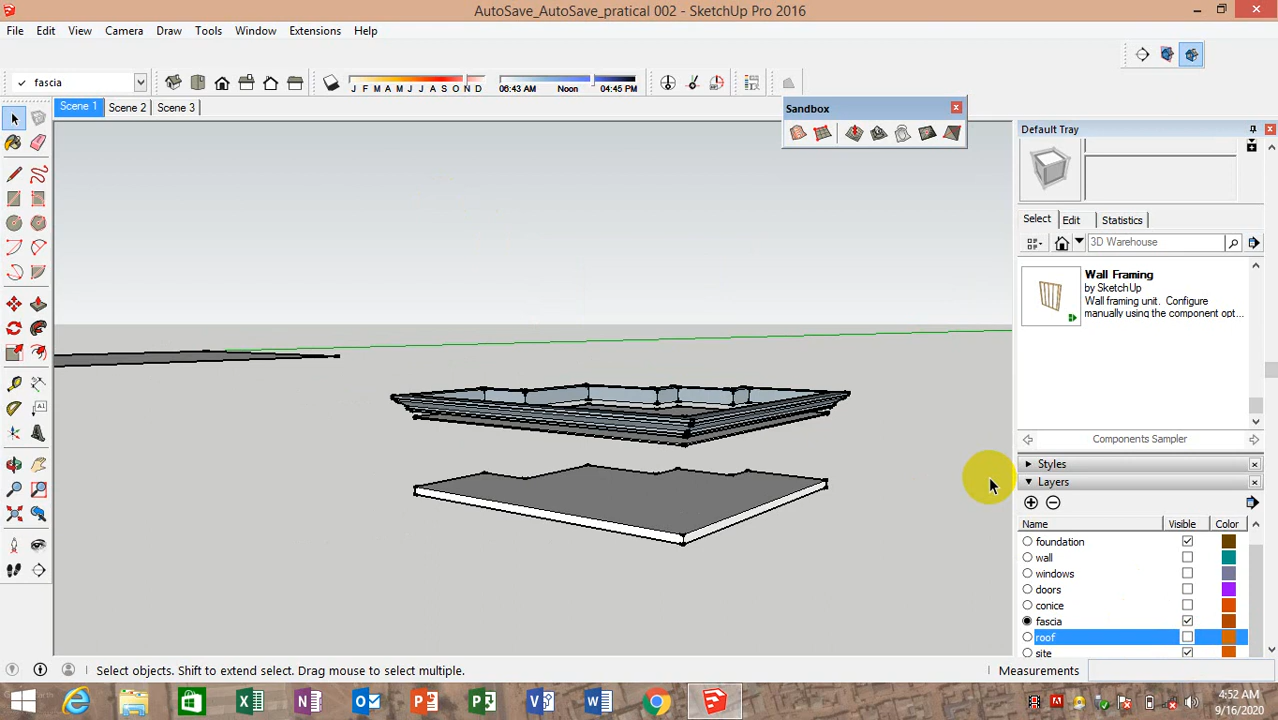 AutoSave_AutoSave_pratical 002 - SketchUp Pro 2016
File Edit View Camera Draw Tools Window Extensions Help
fascia
J F M A M J J A S O N D
06:43 AM Noon 04:45 PM
Scene 1 Scene 2 Scene 3
Sandbox
Default Tray
Select Edit Statistics
3D Warehouse
Wall Framing
by SketchUp
Wall framing unit. Configure
manually using the component opt...
Components Sampler
Styles
Layers
Name Visible Color
foundation
wall
windows
doors
conice
fascia
roof
site
Select objects. Shift to extend select. Drag mouse to select multiple.
Measurements
4:52 AM
9/16/2020